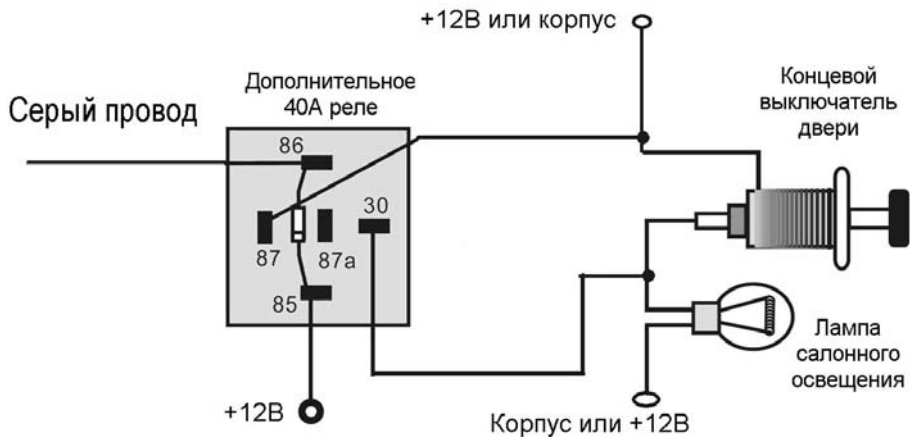 +12В или корпус
Дополнительное
40А реле
Концевой
выключатель
двери
Серый провод
86
30
87
87а
85
Лампа
салонного
освещения
+12В
Корпус или +12В